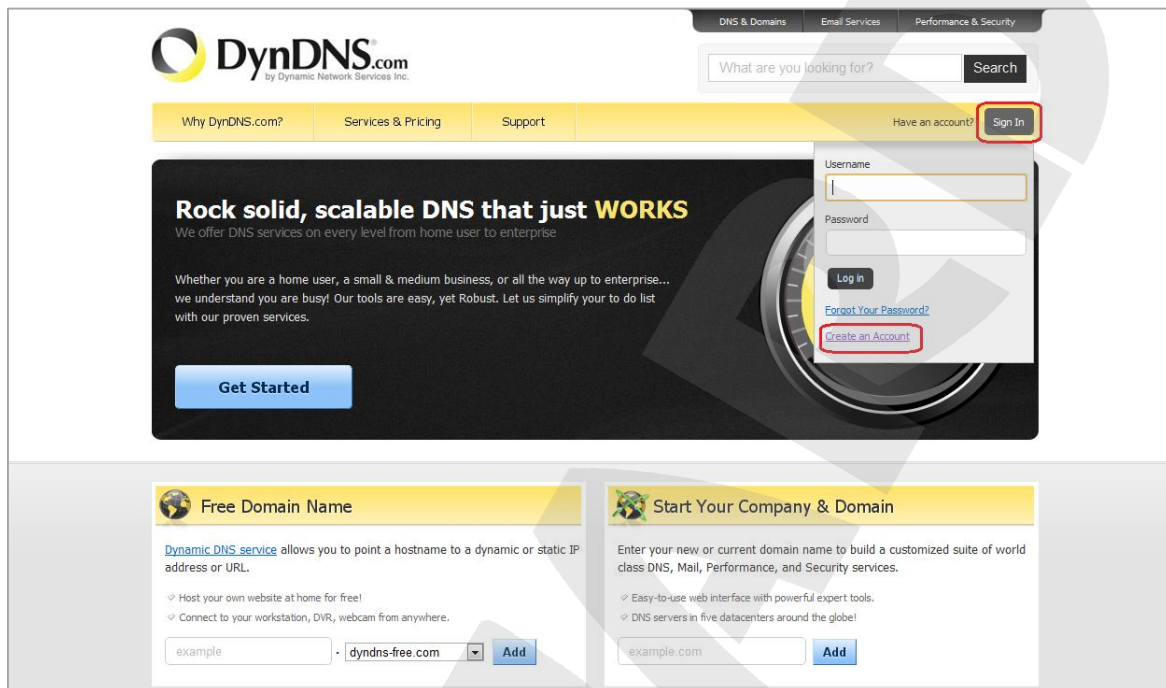 DNS & Domains Email Services Performance & Security
DynDNS.com
by Dynamic Network Services Inc.
What are you looking for? Search
Why DynDNS.com? Services & Pricing Support Have an account? Sign In
Username
Password
Log in
Forgot Your Password?
Create an Account
Rock solid, scalable DNS that just WORKS
We offer DNS services on every level from home user to enterprise
Whether you are a home user, a small & medium business, or all the way up to enterprise...
we understand you are busy! Our tools are easy, yet Robust. Let us simplify your to do list
with our proven services.
Get Started
Free Domain Name
Dynamic DNS service allows you to point a hostname to a dynamic or static IP
address or URL.
Host your own website at home for free!
Connect to your workstation, DVR, webcam from anywhere.
example . dyndns-free.com Add
Start Your Company & Domain
Enter your new or current domain name to build a customized suite of world
class DNS, Mail, Performance, and Security services.
Easy-to-use web interface with powerful expert tools.
DNS servers in five datacenters around the globe!
example.com Add